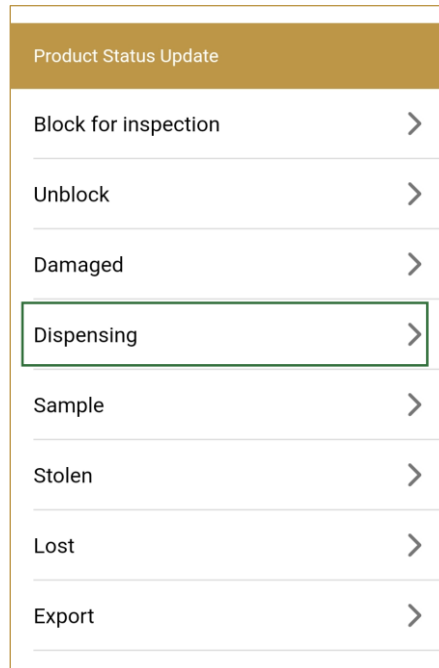 Product Status Update
Block for inspection
Unblock
Damaged
Dispensing
Sample
Stolen
Lost
Export